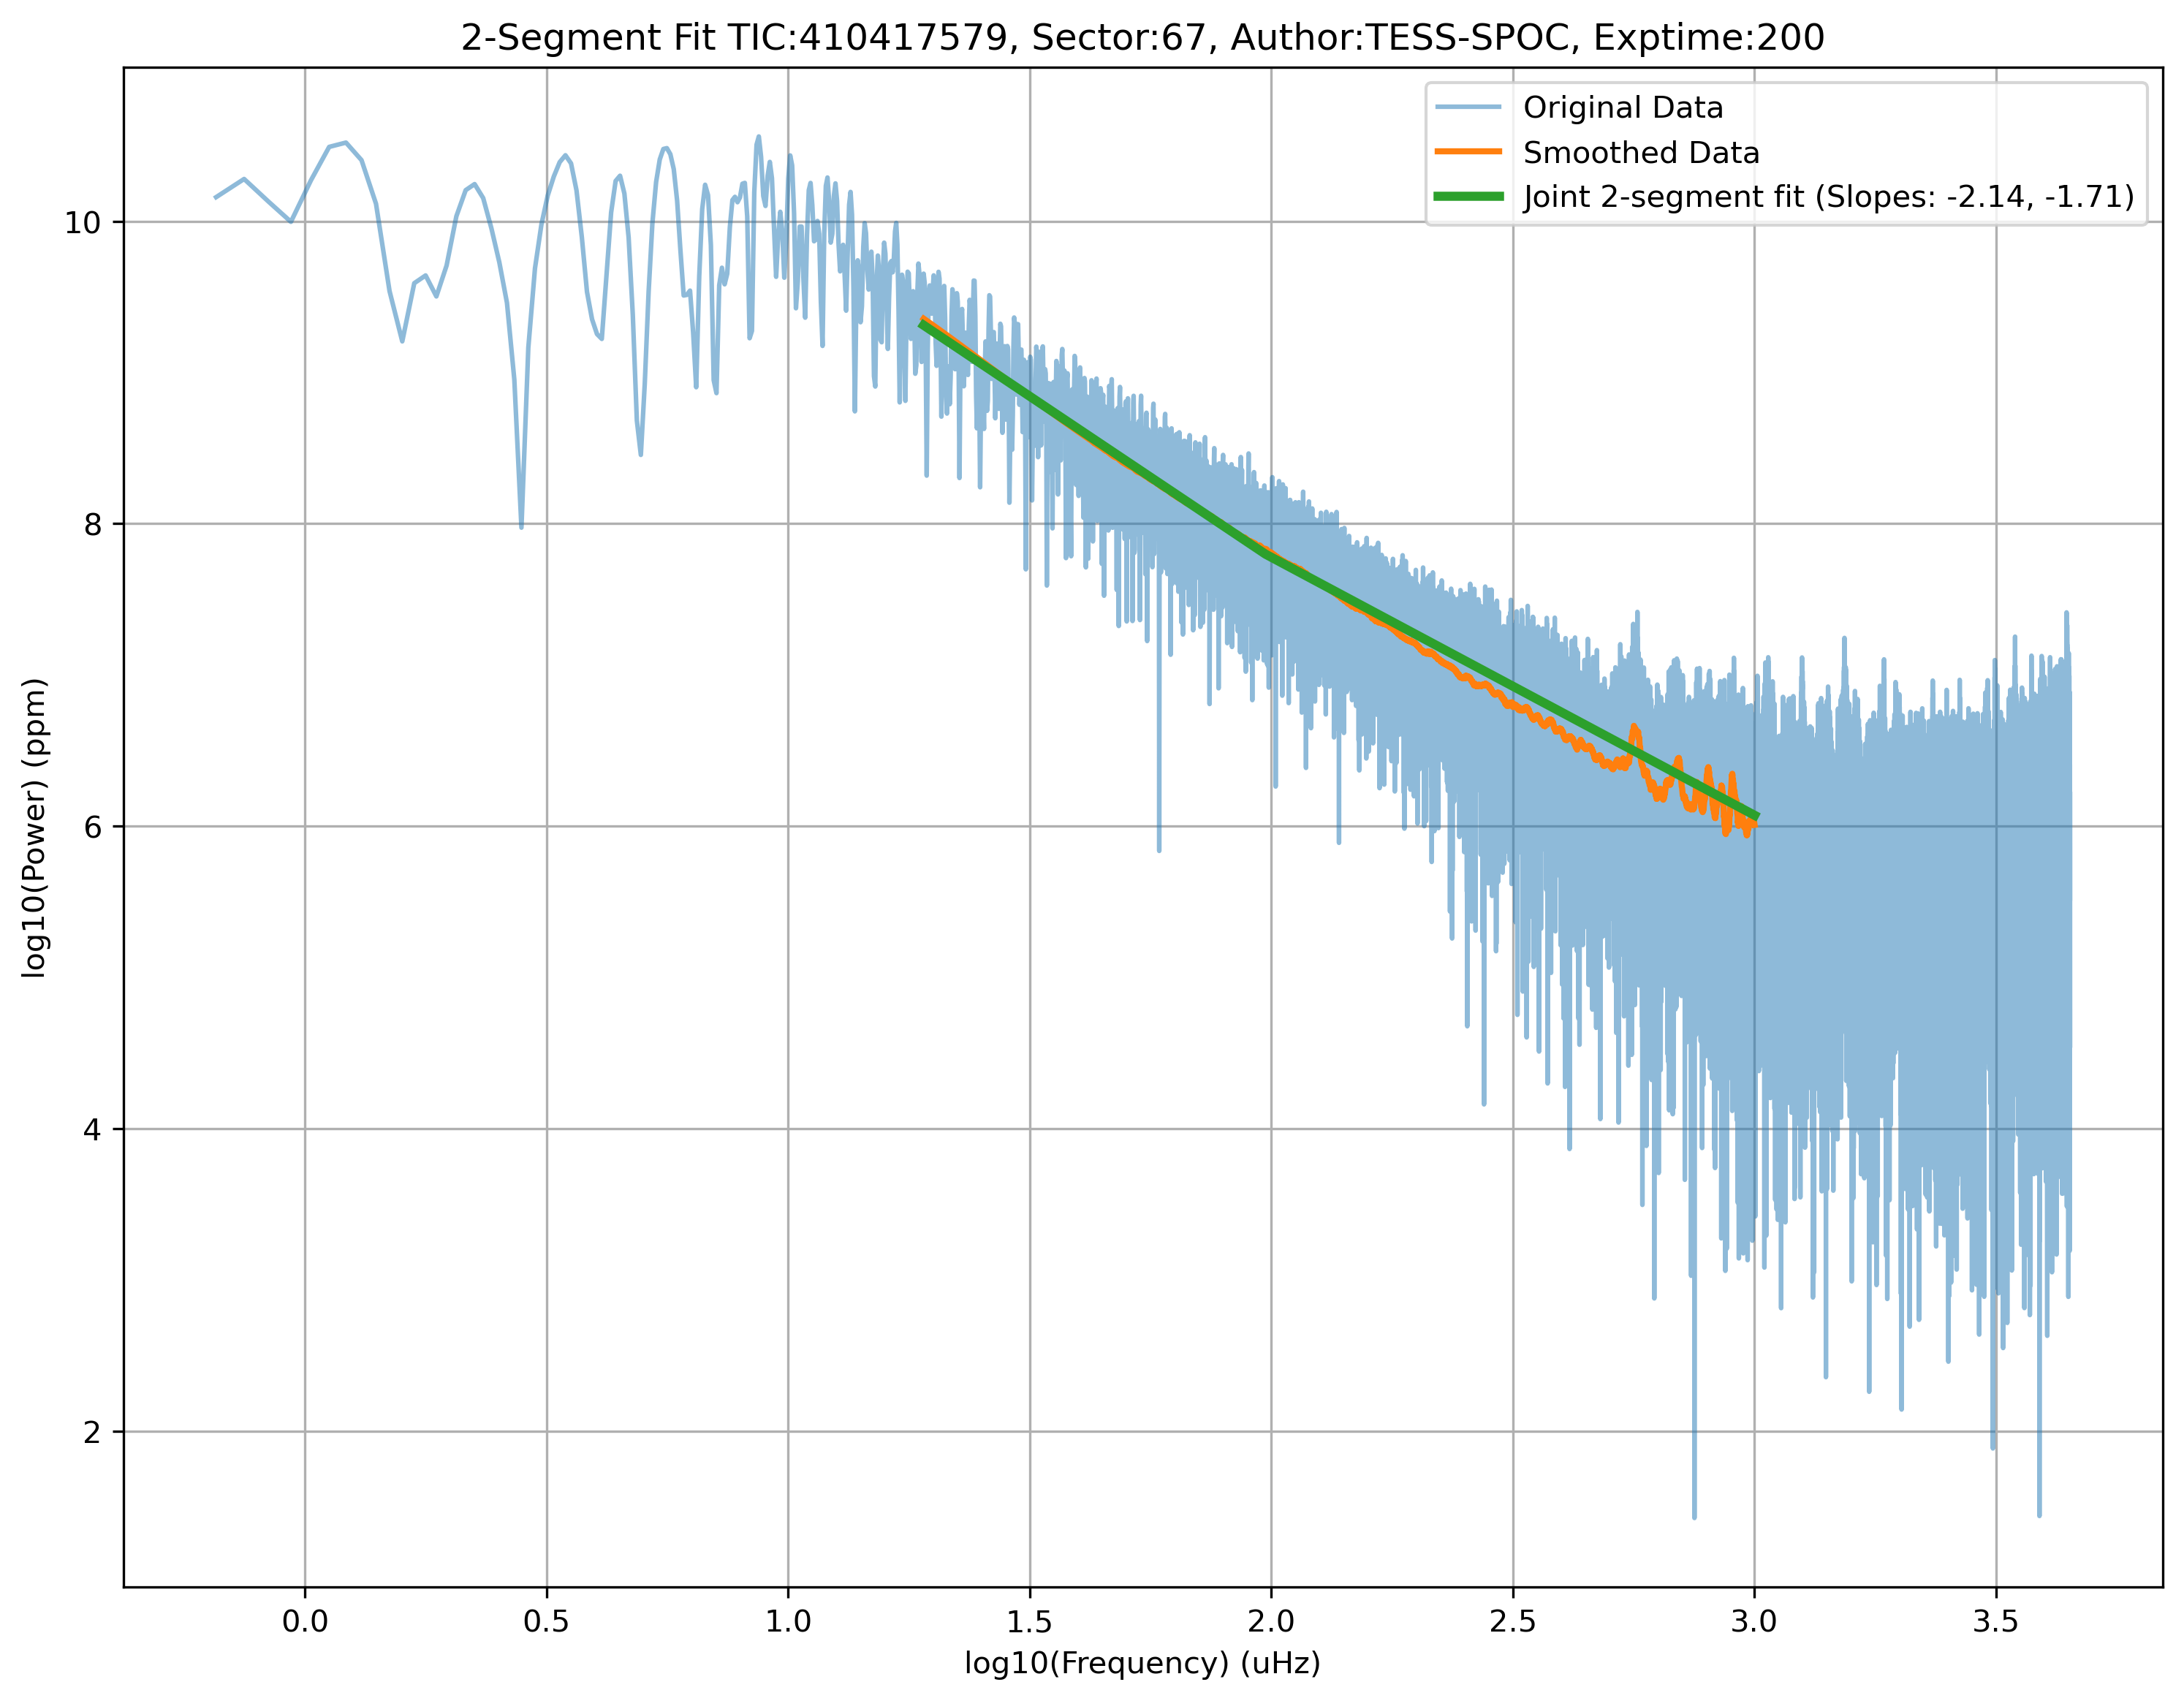 2-Segment Fit TIC:410417579, Sector:67, Author:TESS-SPOC, Exptime:200
Original Data
Smoothed Data
Joint 2-segment fit (Slopes: -2.14, -1.71)
log10(Power) (ppm)
10
8
6
4
2
0.0 0.5 1.0 1.5 2.0 2.5 3.0 3.5
log10(Frequency) (uHz)